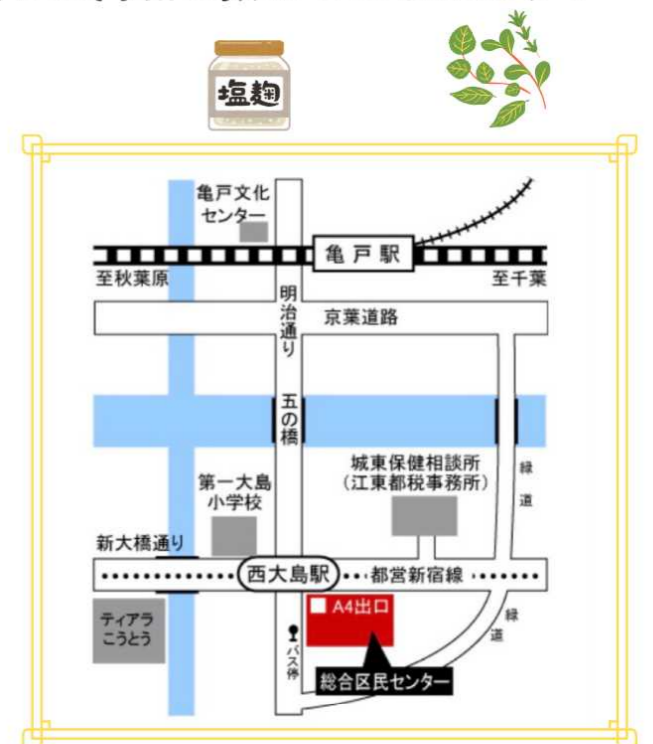 塩麹
亀戸文化
センター
亀戸駅
至秋葉原
至千葉
明治通り
京葉道路
五の橋
城東保健相談所
（江東都税事務所）
緑道
第一大島
小学校
新大橋通り
西大島駅
都営新宿線
A4出口
ティアラ
こうとう
バス停
緑道
総合区民センター